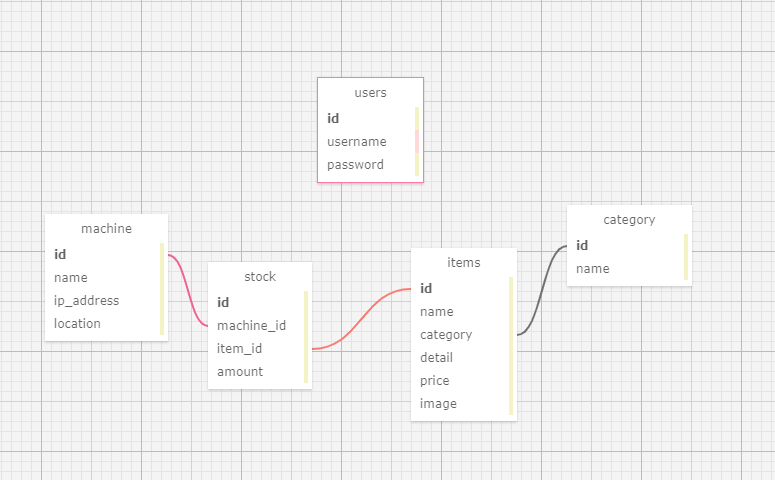 users
id
username
password
machine
id
name
ip_address
location
stock
id
machine_id
item_id
amount
items
id
name
category
detail
price
image
category
id
name